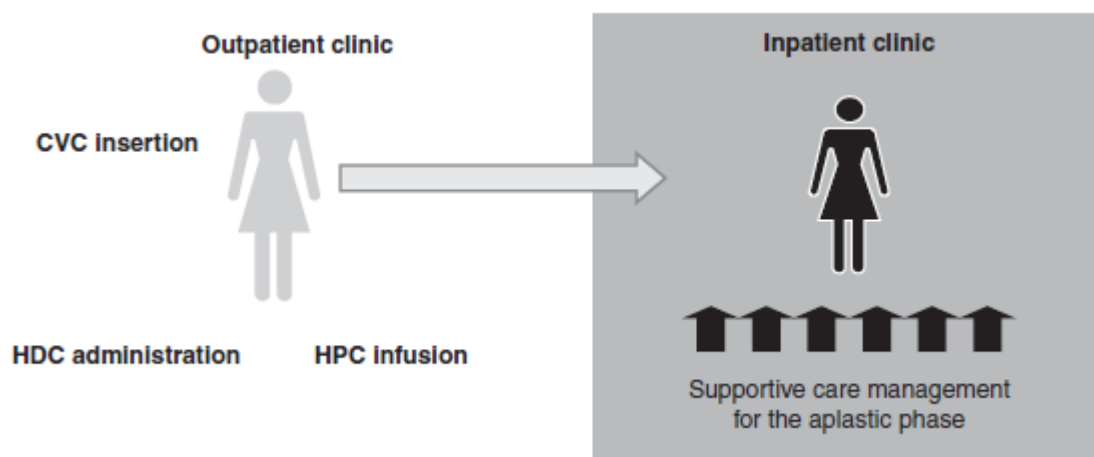 Outpatient clinic
CVC insertion
HDC administration
HPC infusion
Inpatient clinic
Supportive care management
for the aplastic phase